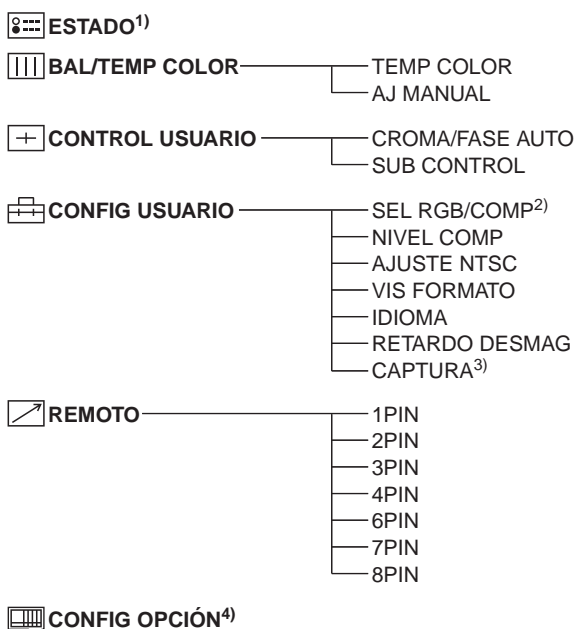 ESTADO1)
BAL/TEMP COLOR TEMP COLOR
AJ MANUAL
CONTROL USUARIO CROMA/FASE AUTO
SUB CONTROL
CONFIG USUARIO SEL RGB/COMP2)
NIVEL COMP
AJUSTE NTSC
VIS FORMATO
IDIOMA
RETARDO DESMAG
CAPTURA3)
REMOTO 1PIN
2PIN
3PIN
4PIN
6PIN
7PIN
8PIN
CONFIG OPCIÓN4)